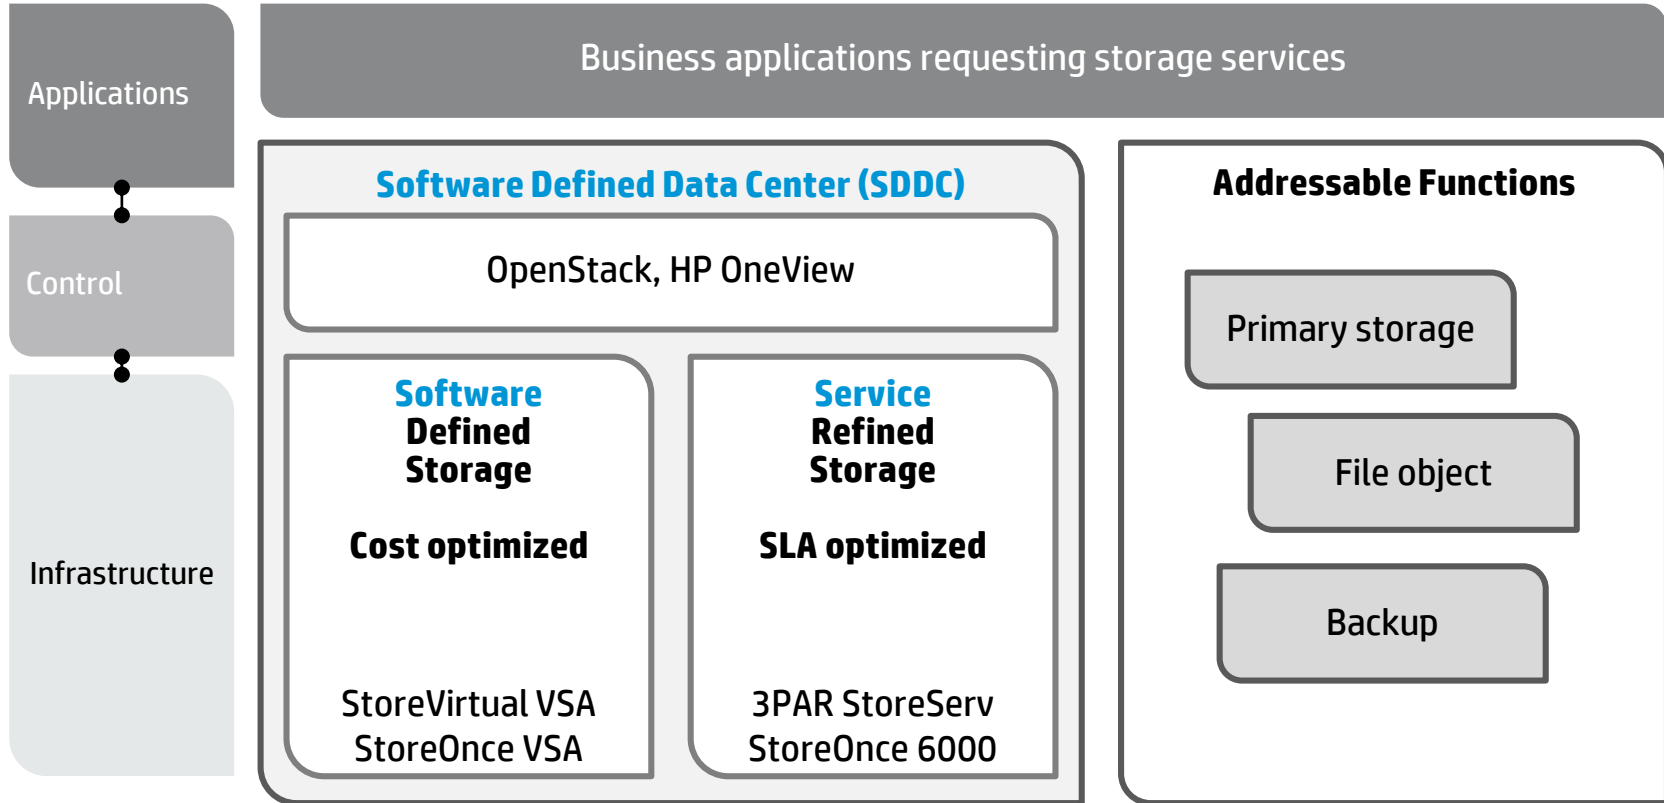 Applications
Business applications requesting storage services
Control
Infrastructure
Software Defined Data Center (SDDC)
OpenStack, HP OneView
Software
Defined
Storage
Cost optimized
StoreVirtual VSA
StoreOnce VSA
Service
Refined
Storage
SLA optimized
3PAR StoreServ
StoreOnce 6000
Addressable Functions
Primary storage
File object
Backup